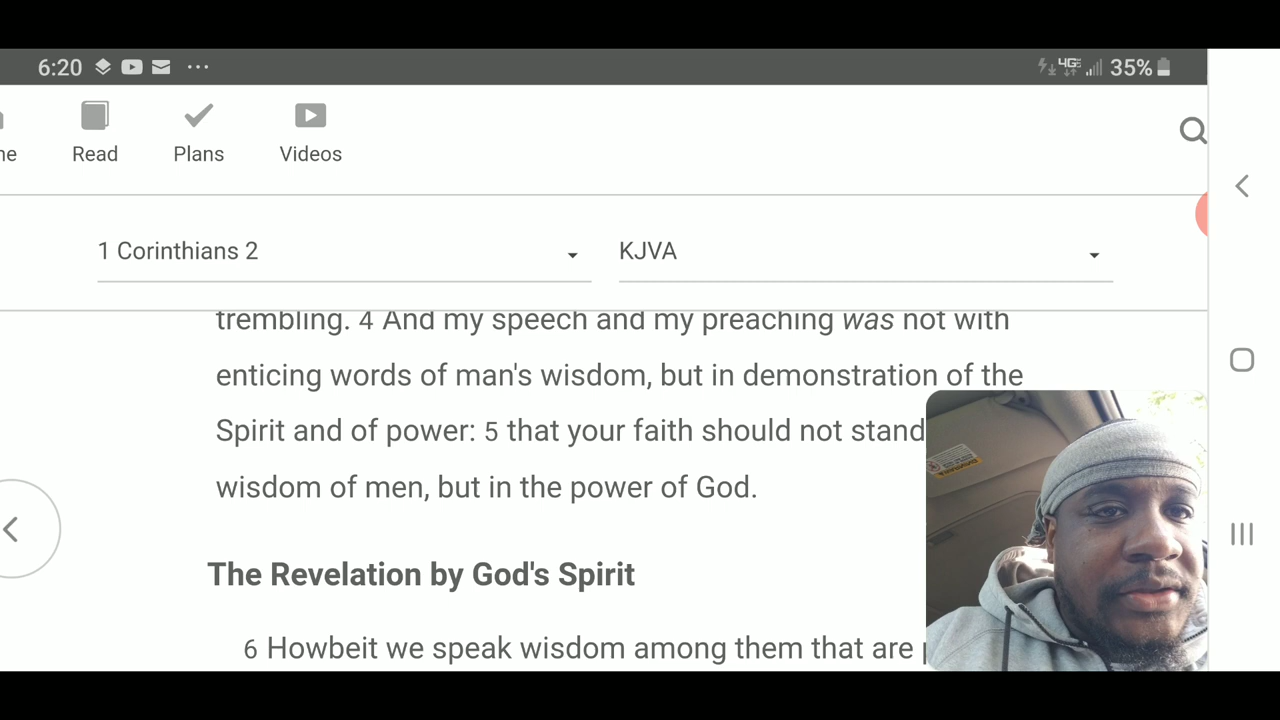 6:20 ... 4G 35%
ne Read Plans Videos
1 Corinthians 2 KJVA
trembling. 4 And my speech and my preaching was not with
enticing words of man's wisdom, but in demonstration of the
Spirit and of power: 5 that your faith should not stand
wisdom of men, but in the power of God.
The Revelation by God's Spirit
6 Howbeit we speak wisdom among them that are